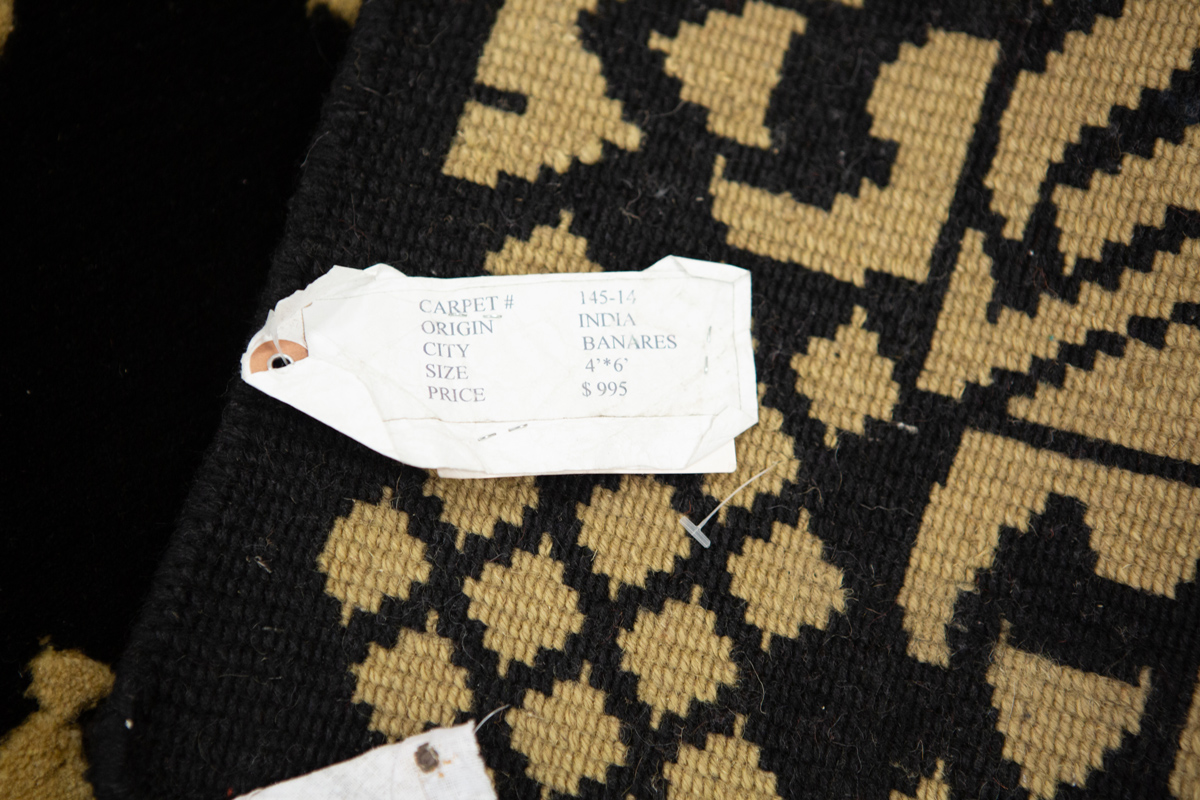 CARPET # 145-14
ORIGIN INDIA
CITY BANARES
SIZE 4'*6'
PRICE $ 995